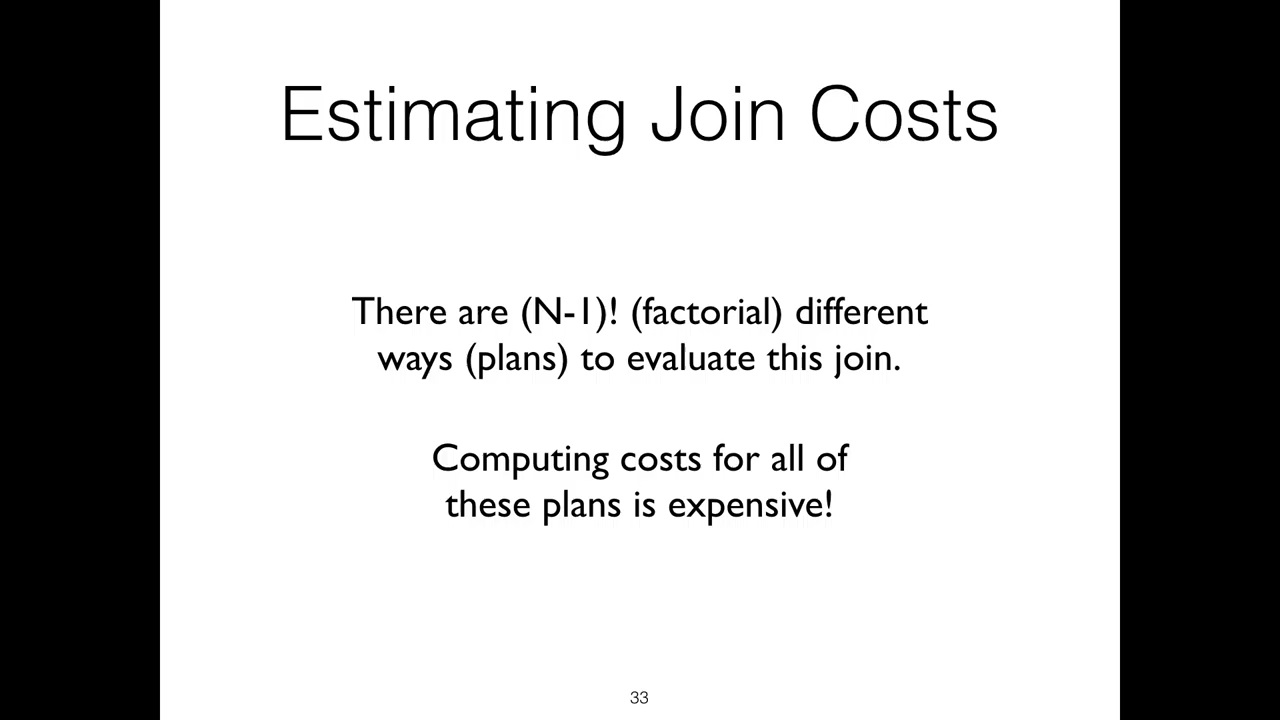 Estimating Join Costs
There are (N-1)! (factorial) different
ways (plans) to evaluate this join.
Computing costs for all of
these plans is expensive!
33